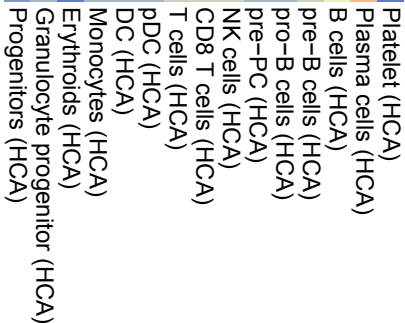 Platelet (HCA)
Plasma cells (HCA)
B cells (HCA)
pre-B cells (HCA)
pro-B cells (HCA)
pre-PC (HCA)
NK cells (HCA)
CD8 T cells (HCA)
T cells (HCA)
pDC (HCA)
DC (HCA)
Monocytes (HCA)
Erythroids (HCA)
Granulocyte progenitor (HCA)
Progenitors (HCA)